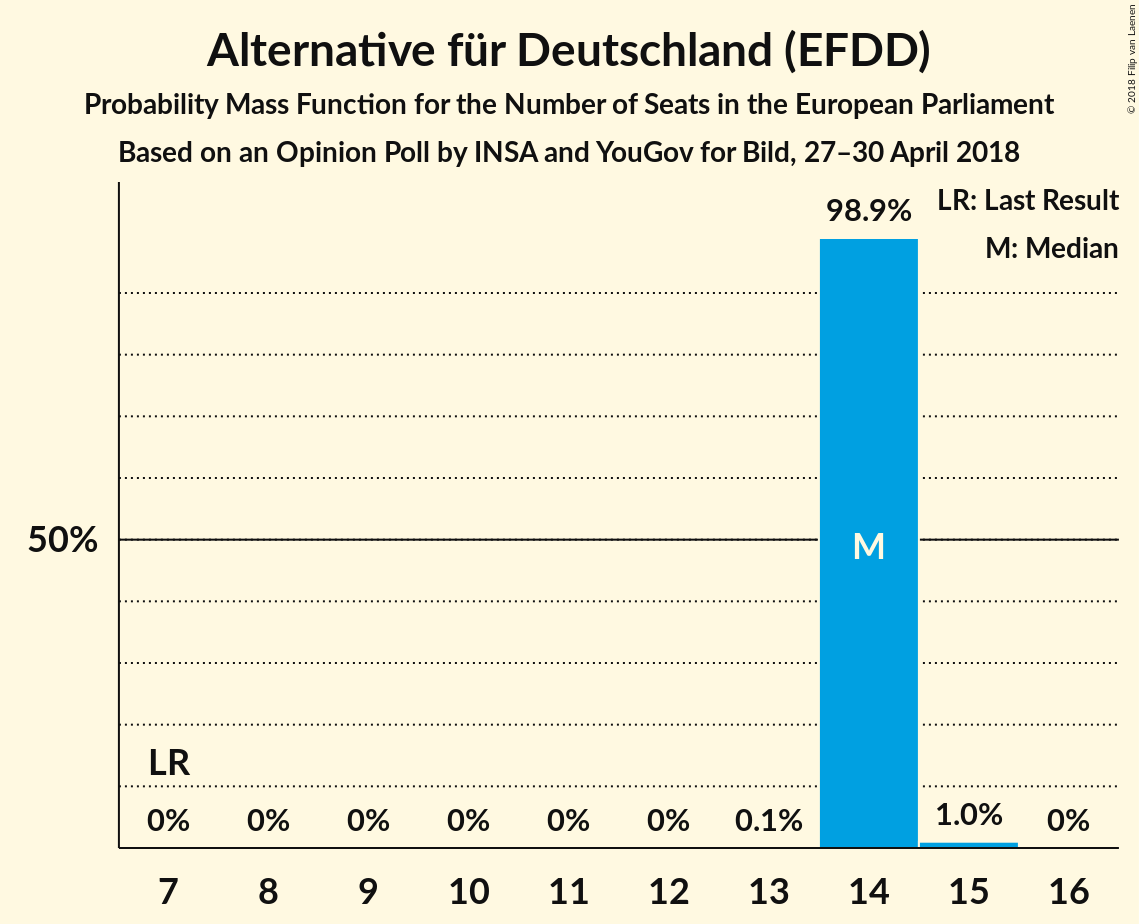 Alternative für Deutschland (EFDD)
Probability Mass Function for the Number of Seats in the European Parliament
Based on an Opinion Poll by INSA and YouGov for Bild, 27–30 April 2018
© 2018 Filip van Laenen
LR: Last Result
M: Median
98.9%
50%
M
LR
0% 0% 0% 0% 0% 0% 0.1% 1.0% 0%
7 8 9 10 11 12 13 14 15 16